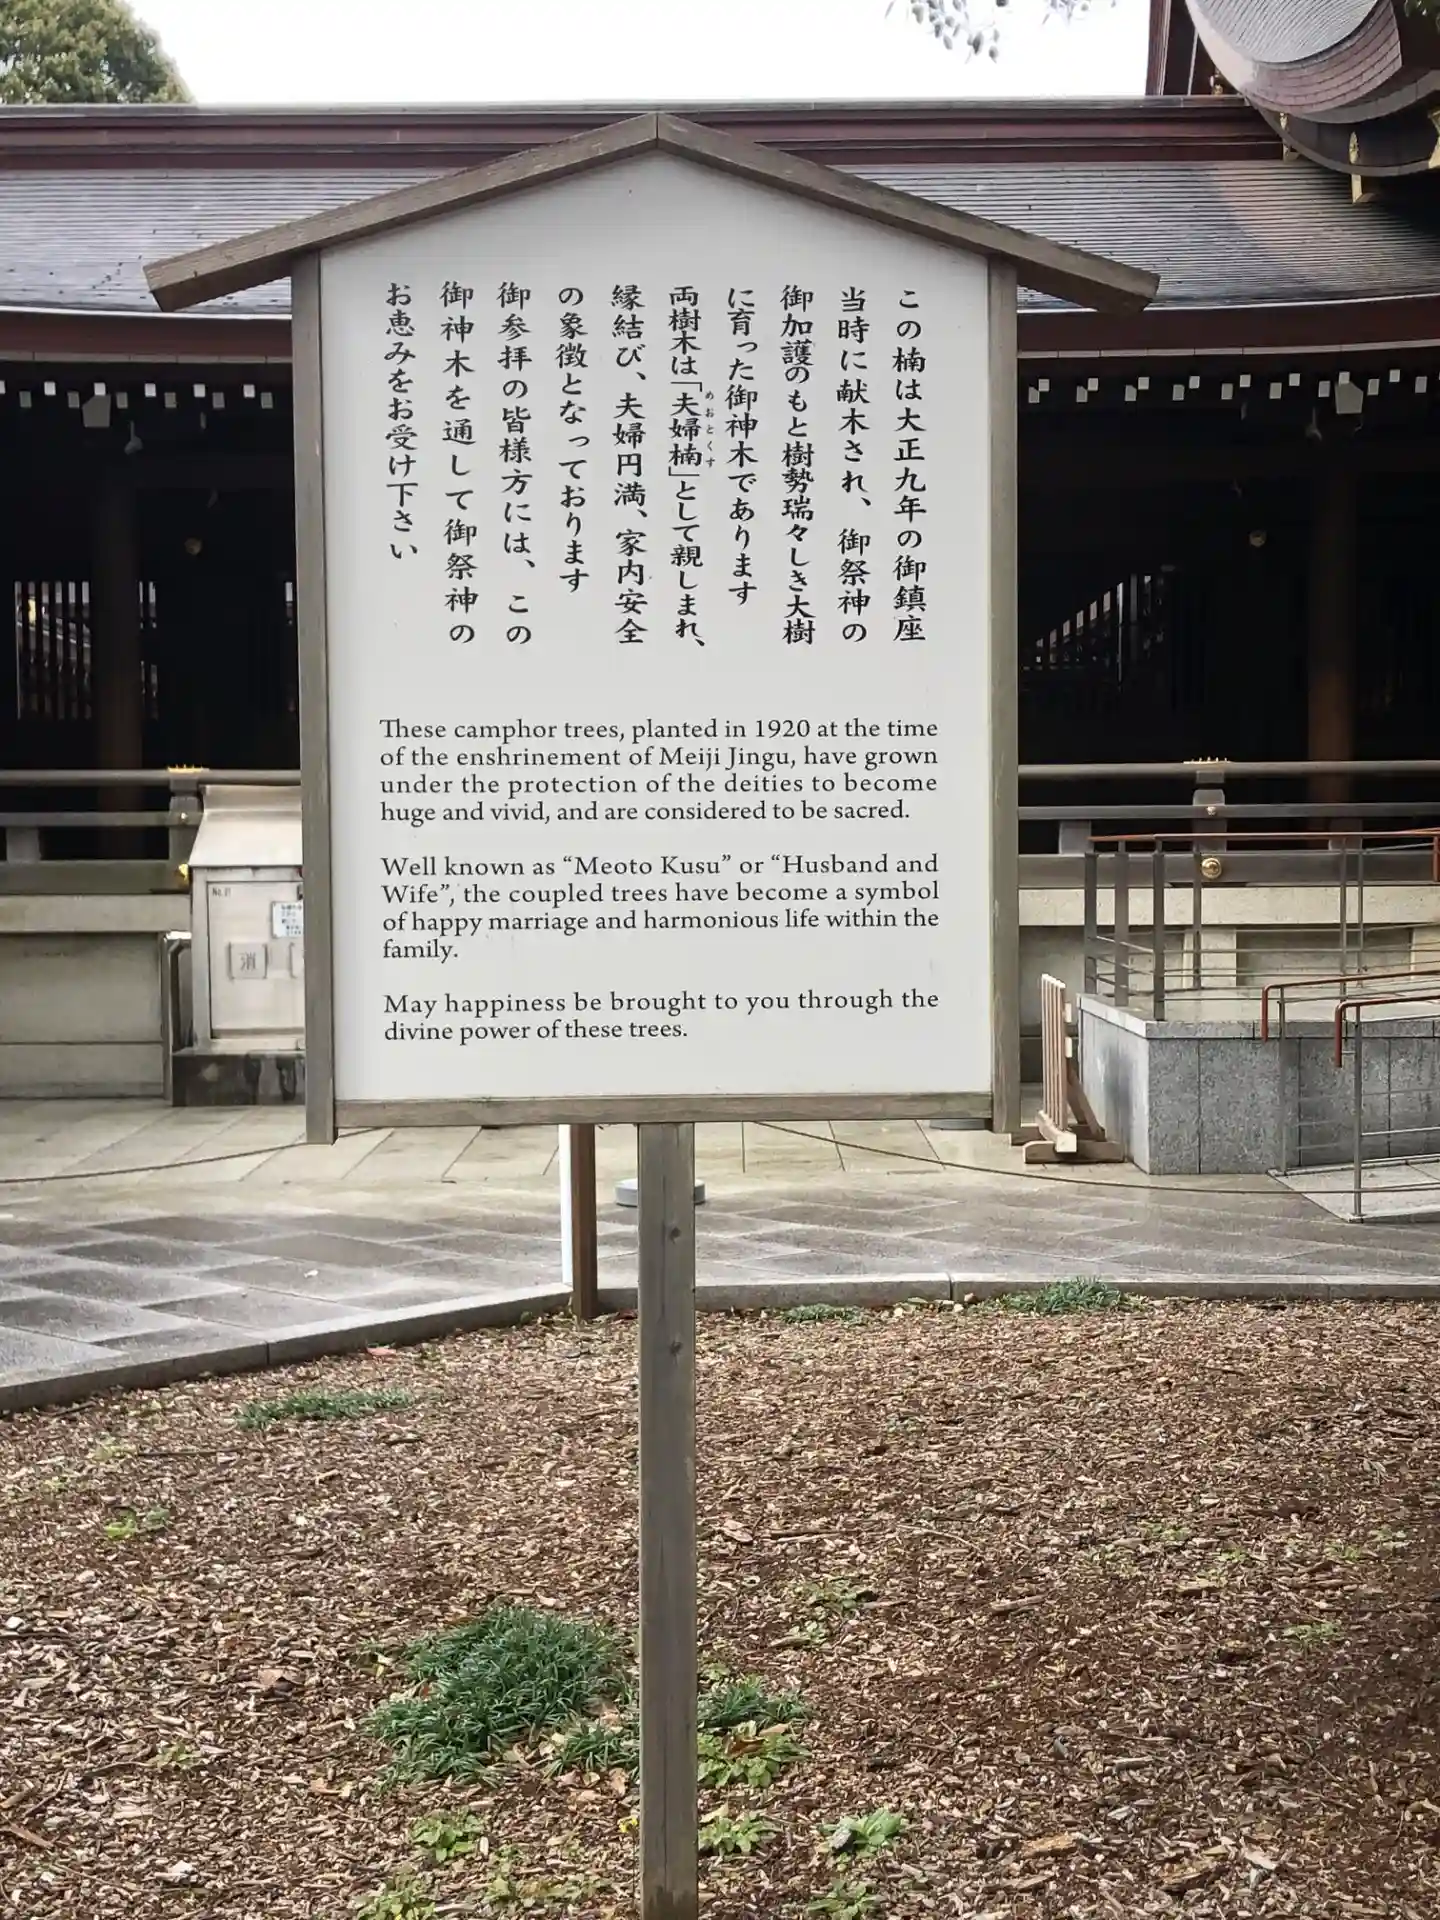 この楠は大正九年の御鎮座
当時に献木され、御祭神の
御加護のもと樹勢瑞々しき大樹
に育った御神木であります
両樹木は「夫婦楠」として親しまれ、
めおとくす
縁結び、夫婦円満、家内安全
の象徴となっております
御参拝の皆様方には、この
御神木を通して御祭神の
お恵みをお受け下さい
These camphor trees, planted in 1920 at the time
of the enshrinement of Meiji Jingu, have grown
under the protection of the deities to become
huge and vivid, and are considered to be sacred.
Well known as “Meoto Kusu” or “Husband and
Wife”, the coupled trees have become a symbol
of happy marriage and harmonious life within the
family.
May happiness be brought to you through the
divine power of these trees.
消